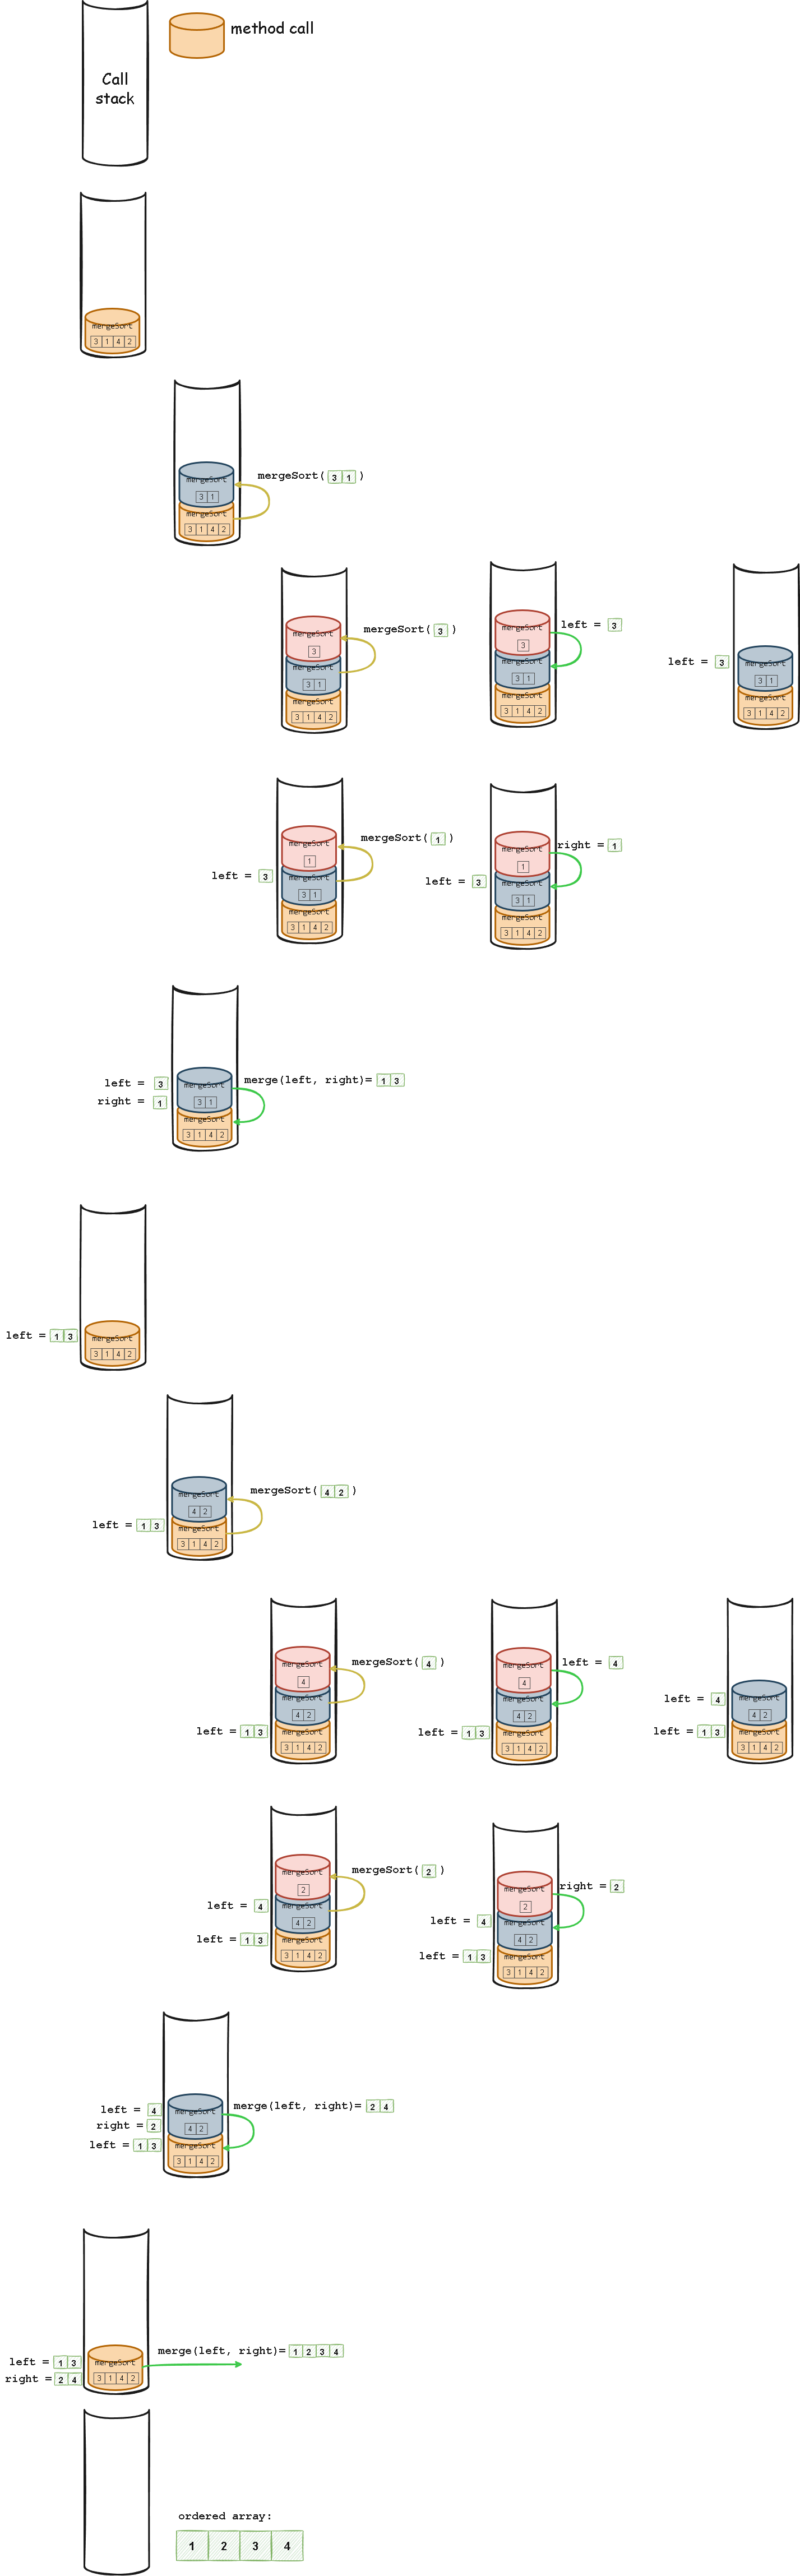 method call
Call
stack
mergeSort
3 1 4 2
mergeSort( 3 1 )
mergeSort
3 1
mergeSort
3 1 4 2
mergeSort( 3 )
mergeSort
3
mergeSort
3 1
mergeSort
3 1 4 2
left = 3
mergeSort
3
mergeSort
3 1
mergeSort
3 1 4 2
left = 3
mergeSort
3 1
mergeSort
3 1 4 2
mergeSort( 1 )
mergeSort
1
left = 3
mergeSort
3 1
mergeSort
3 1 4 2
right = 1
mergeSort
1
left = 3
mergeSort
3 1
mergeSort
3 1 4 2
left = 3
right = 1
merge(left, right)= 1 3
mergeSort
3 1
mergeSort
3 1 4 2
left = 1 3
mergeSort
3 1 4 2
mergeSort( 4 2 )
mergeSort
4 2
left = 1 3
mergeSort
3 1 4 2
mergeSort( 4 )
mergeSort
4
mergeSort
4 2
left = 1 3
mergeSort
3 1 4 2
left = 4
mergeSort
4
mergeSort
4 2
left = 1 3
mergeSort
3 1 4 2
left = 4
mergeSort
4 2
left = 1 3
mergeSort
3 1 4 2
mergeSort( 2 )
mergeSort
2
left = 4
mergeSort
4 2
left = 1 3
mergeSort
3 1 4 2
right = 2
mergeSort
2
left = 4
mergeSort
4 2
left = 1 3
mergeSort
3 1 4 2
merge(left, right)= 2 4
left = 4
right = 2
mergeSort
4 2
left = 1 3
mergeSort
3 1 4 2
merge(left, right)= 1 2 3 4
left = 1 3
right = 2 4
mergeSort
3 1 4 2
ordered array:
1 2 3 4